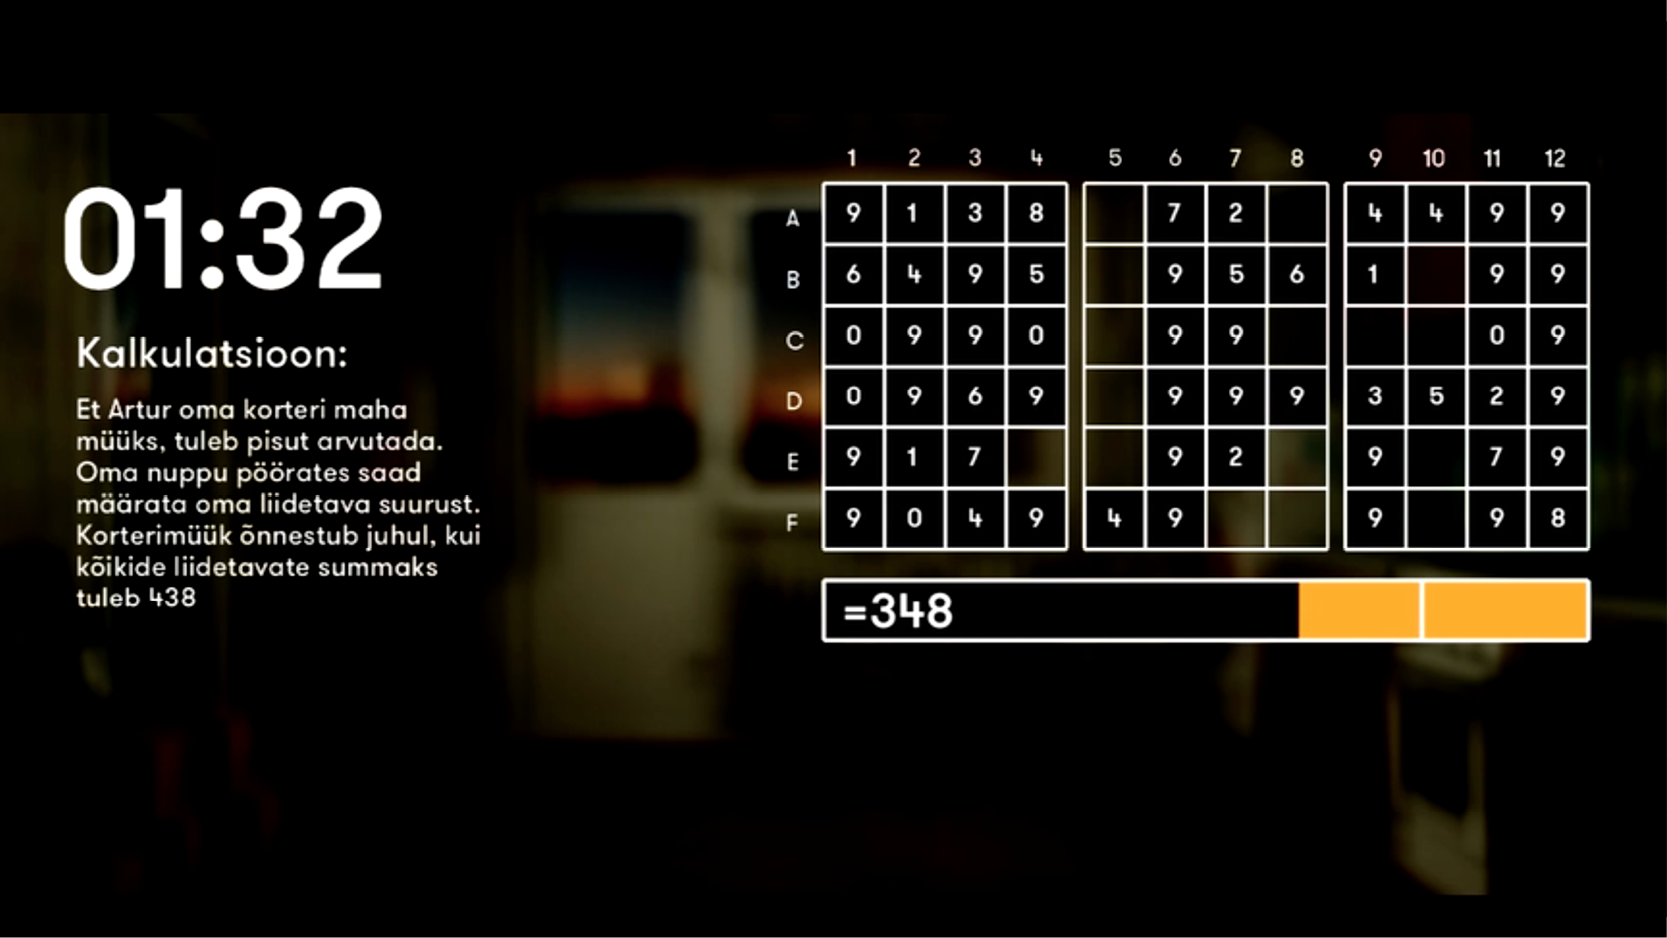 01:32
Kalkulatsioon:
Et Artur oma korteri maha
müüks, tuleb pisut arvutada.
Oma nuppu pöörates saad
määrata oma liidetava suurust.
Korterimüük õnnestub juhul, kui
kõikide liidetavate summaks
tuleb 438
1 2 3 4 5 6 7 8 9 10 11 12
A 9 1 3 8 7 2 4 4 9 9
B 6 4 9 5 9 5 6 1 9 9
C 0 9 9 0 9 9 0 9
D 0 9 6 9 9 9 9 3 5 2 9
E 9 1 7 9 2 9 7 9
F 9 0 4 9 4 9 9 9 8
=348